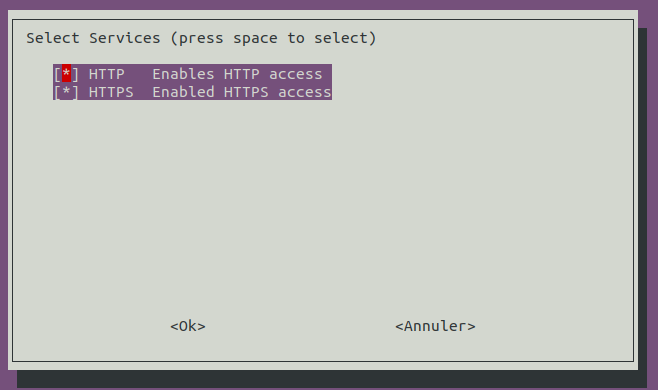 Select Services (press space to select)
[*] HTTP   Enables HTTP access
[*] HTTPS  Enabled HTTPS access
<Ok>                    <Annuler>